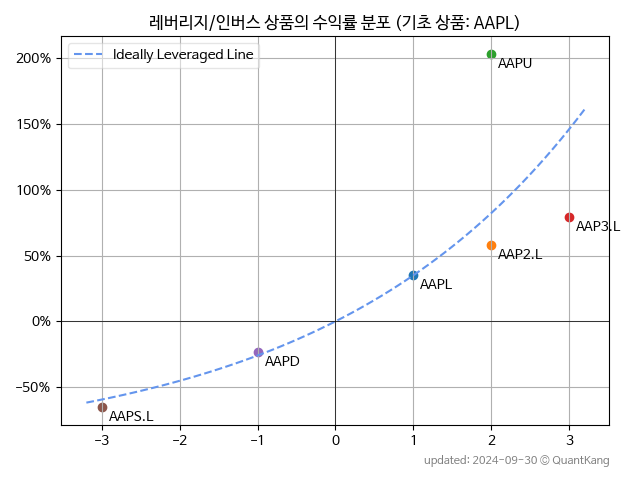 레버리지/인버스 상품의 수익률 분포 (기초 상품: AAPL)
Ideally Leveraged Line
200%
150%
100%
50%
0%
−50%
AAPU
AAP3.L
AAP2.L
AAPL
AAPD
AAPS.L
−3 −2 −1 0 1 2 3
updated: 2024-09-30 © QuantKang